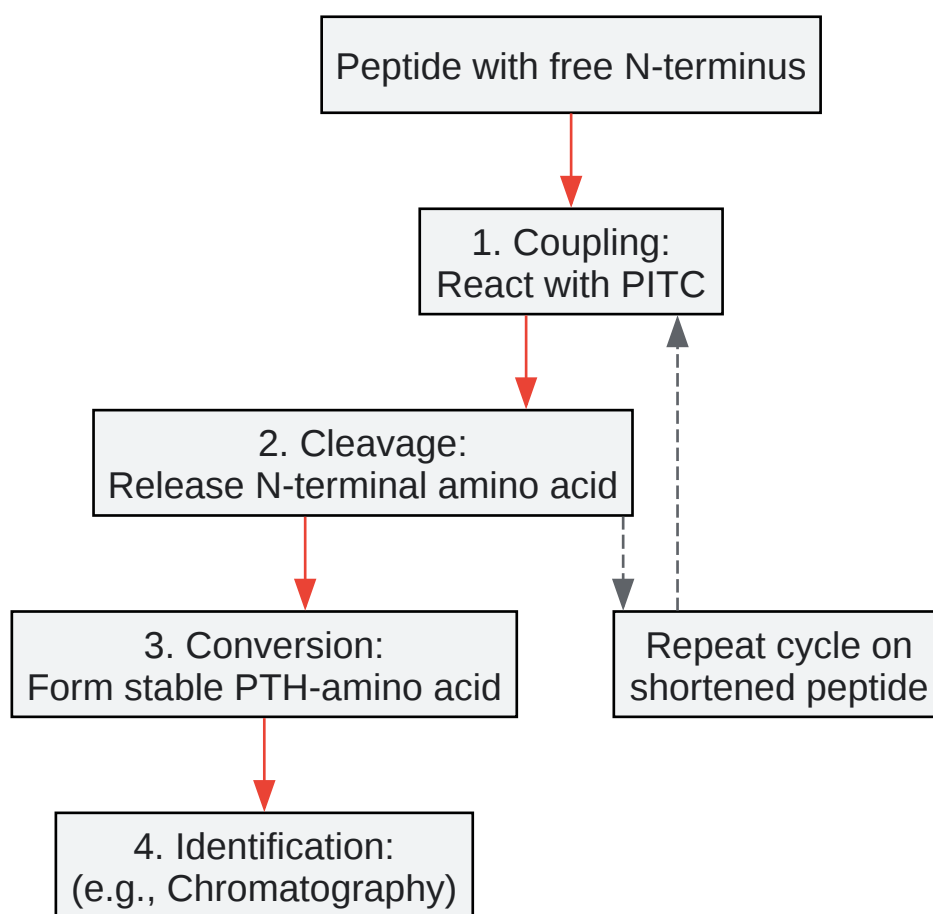 Peptide with free N-terminus
1. Coupling:
React with PITC
2. Cleavage:
Release N-terminal amino acid
3. Conversion:
Form stable PTH-amino acid
Repeat cycle on
shortened peptide
4. Identification:
(e.g., Chromatography)